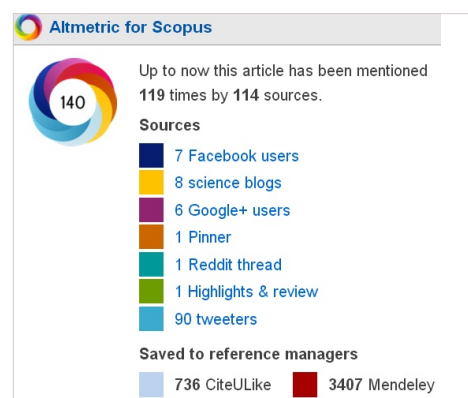 Altmetric for Scopus
140
Up to now this article has been mentioned
119 times by 114 sources.
Sources
7 Facebook users
8 science blogs
6 Google+ users
1 Pinner
1 Reddit thread
1 Highlights & review
90 tweeters
Saved to reference managers
736 CiteULike 3407 Mendeley